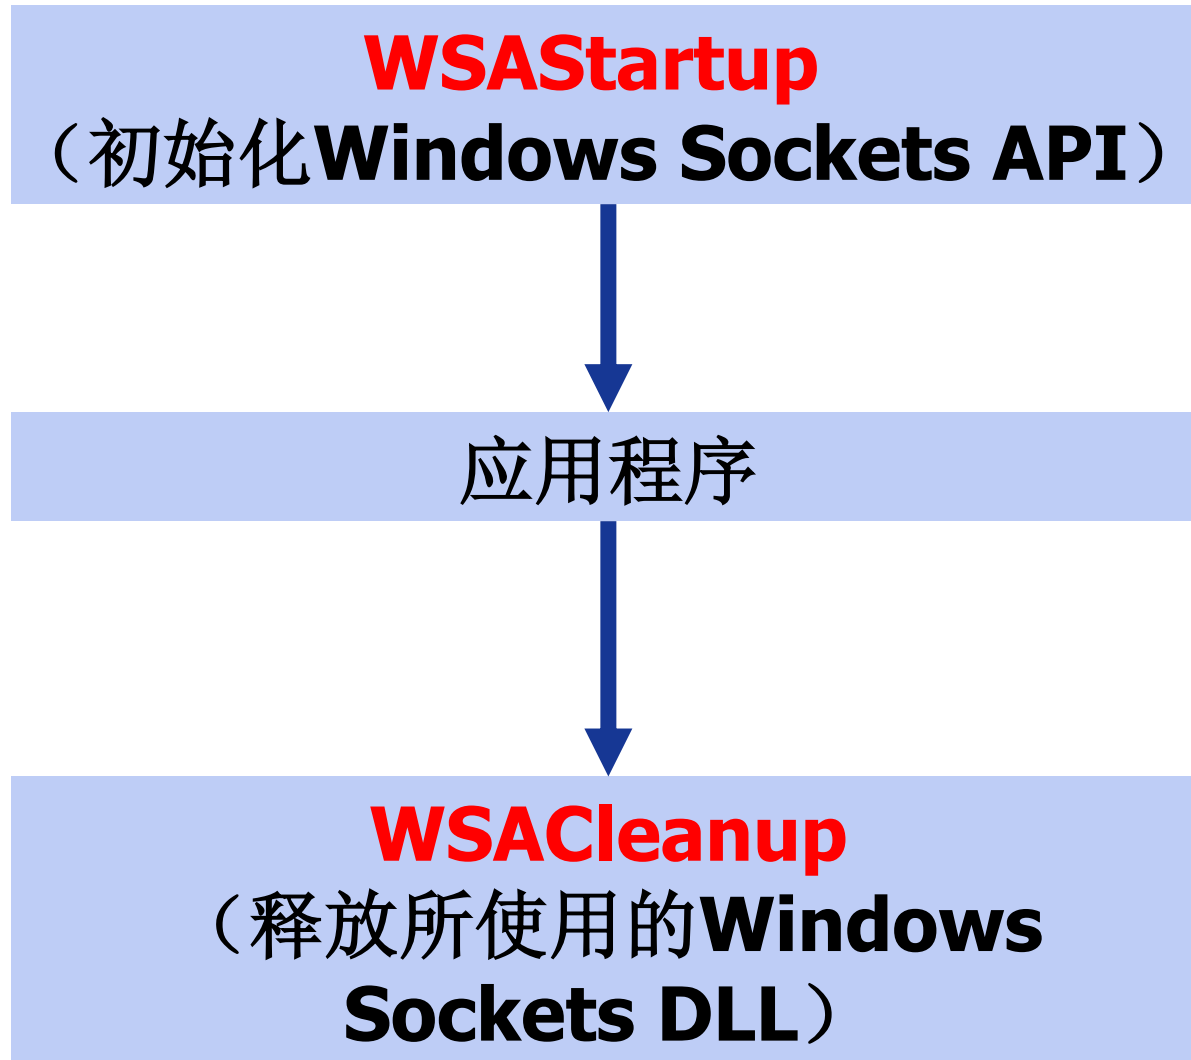 WSAStartup
（初始化Windows Sockets API）
应用程序
WSACleanup
（释放所使用的Windows
Sockets DLL）